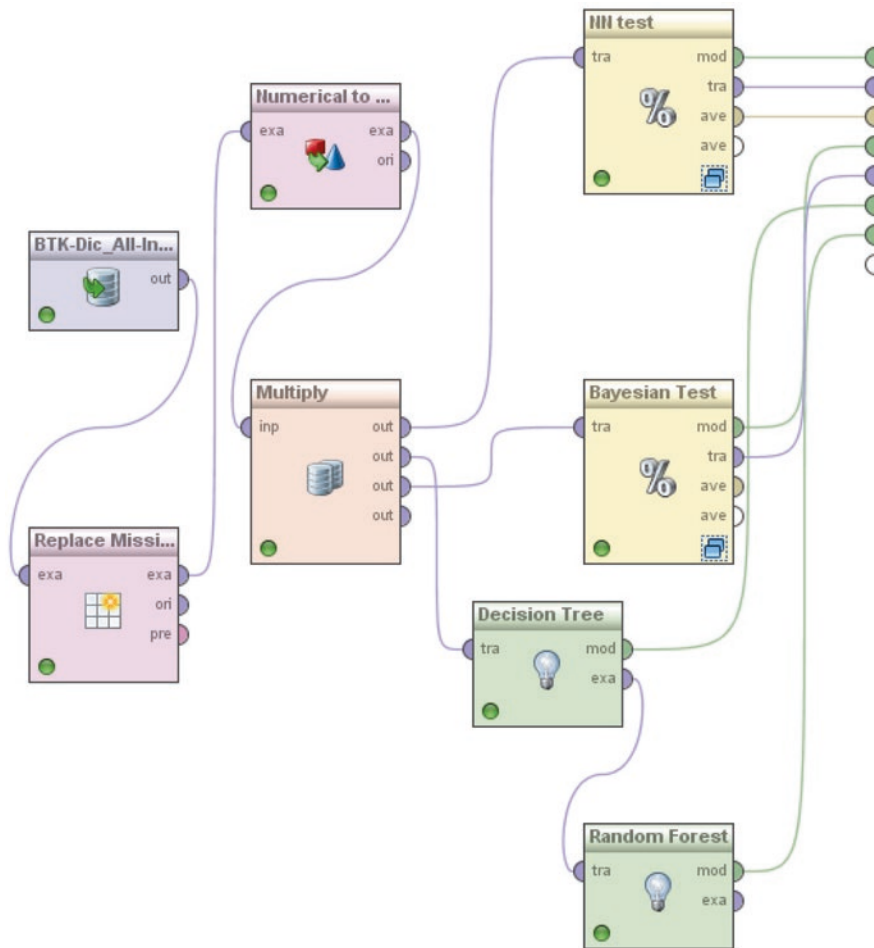 NN test
tra mod
tra
ave
ave
Numerical to ...
exa exa
ori
BTK-Dic_All-In...
out
Multiply
inp out
out
out
out
Bayesian Test
tra mod
tra
ave
ave
Replace Missi...
exa exa
ori
pre
Decision Tree
tra mod
exa
Random Forest
tra mod
exa